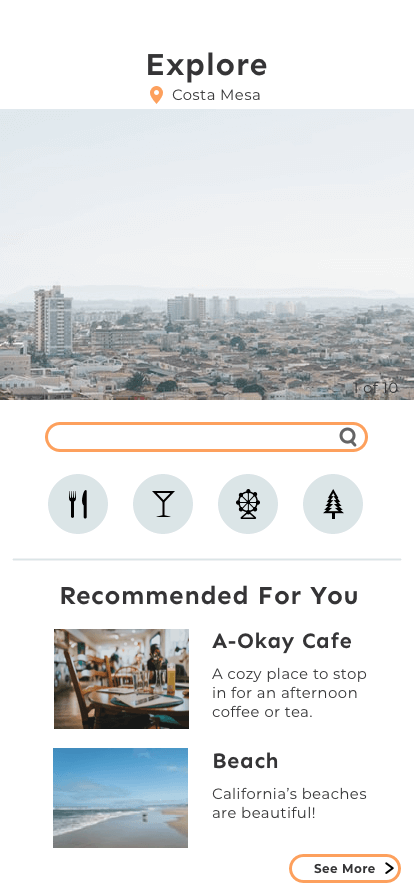 Explore
Costa Mesa
1 of 10
Recommended For You
A-Okay Cafe
A cozy place to stop
in for an afternoon
coffee or tea.
Beach
California’s beaches
are beautiful!
See More